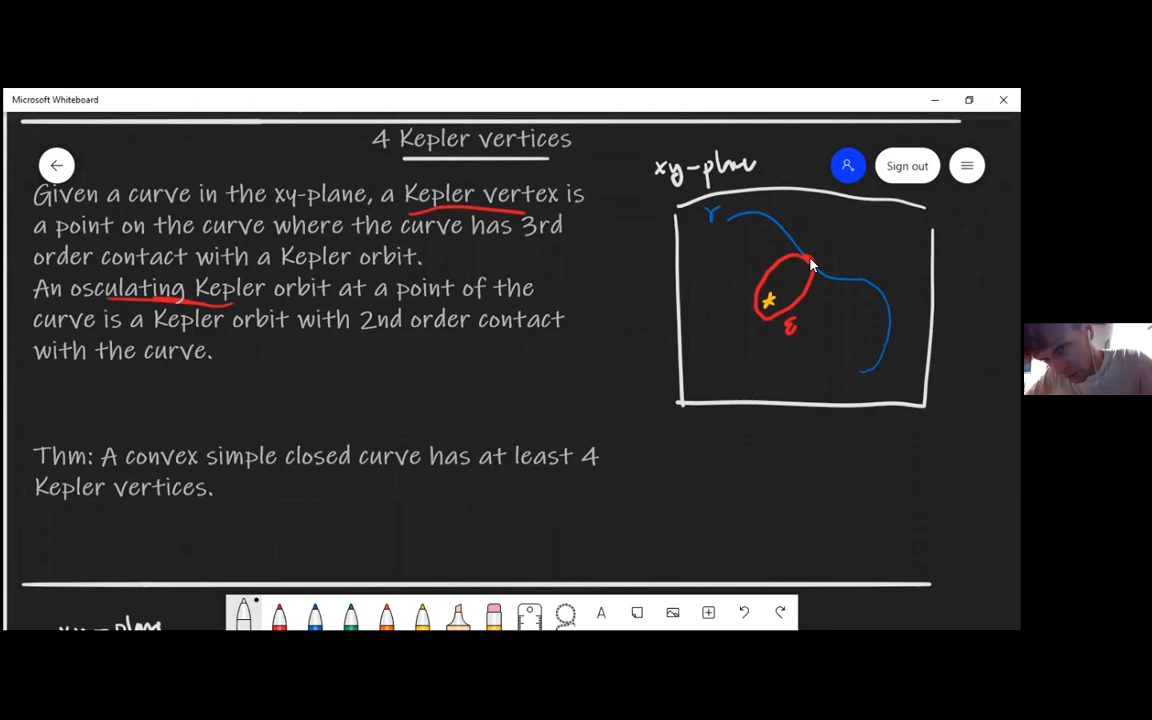 Microsoft Whiteboard
4 Kepler vertices
xy-plane
Sign out
Given a curve in the xy-plane, a Kepler vertex is
a point on the curve where the curve has 3rd
order contact with a Kepler orbit.
An osculating Kepler orbit at a point of the
curve is a Kepler orbit with 2nd order contact
with the curve.
γ
ε
Thm: A convex simple closed curve has at least 4
Kepler vertices.
xy-plane
A